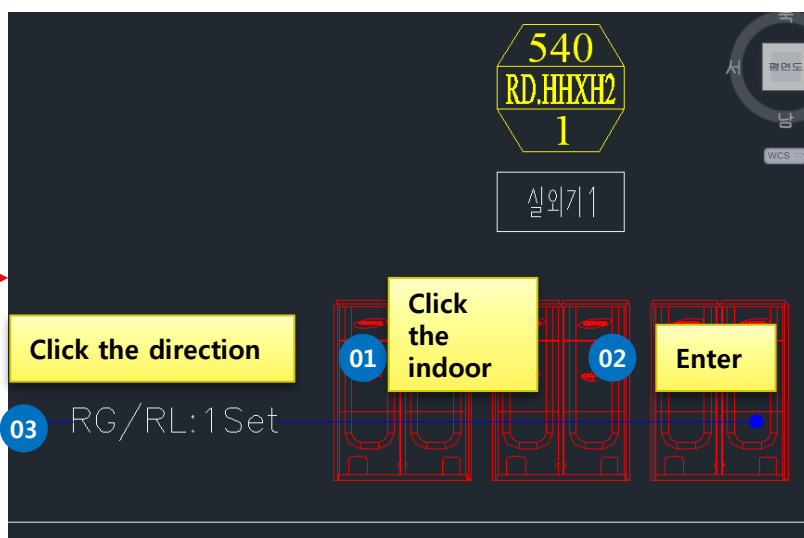 540
RD.HHXH2
1
북
서
평면도
남
WCS
실외기1
Click the direction
01
Click
the
indoor
02
Enter
03
RG/RL:1Set